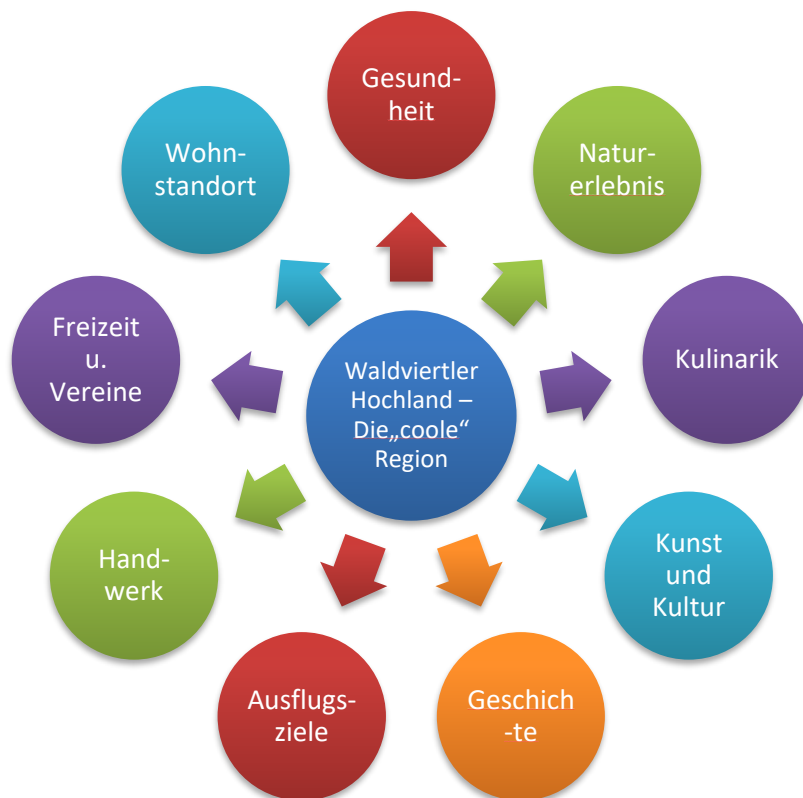 Gesund-
heit
Natur-
erlebnis
Kulinarik
Kunst
und
Kultur
Geschich
-te
Ausflugs-
ziele
Hand-
werk
Freizeit
u.
Vereine
Wohn-
standort
Waldviertler
Hochland –
Die„coole“
Region